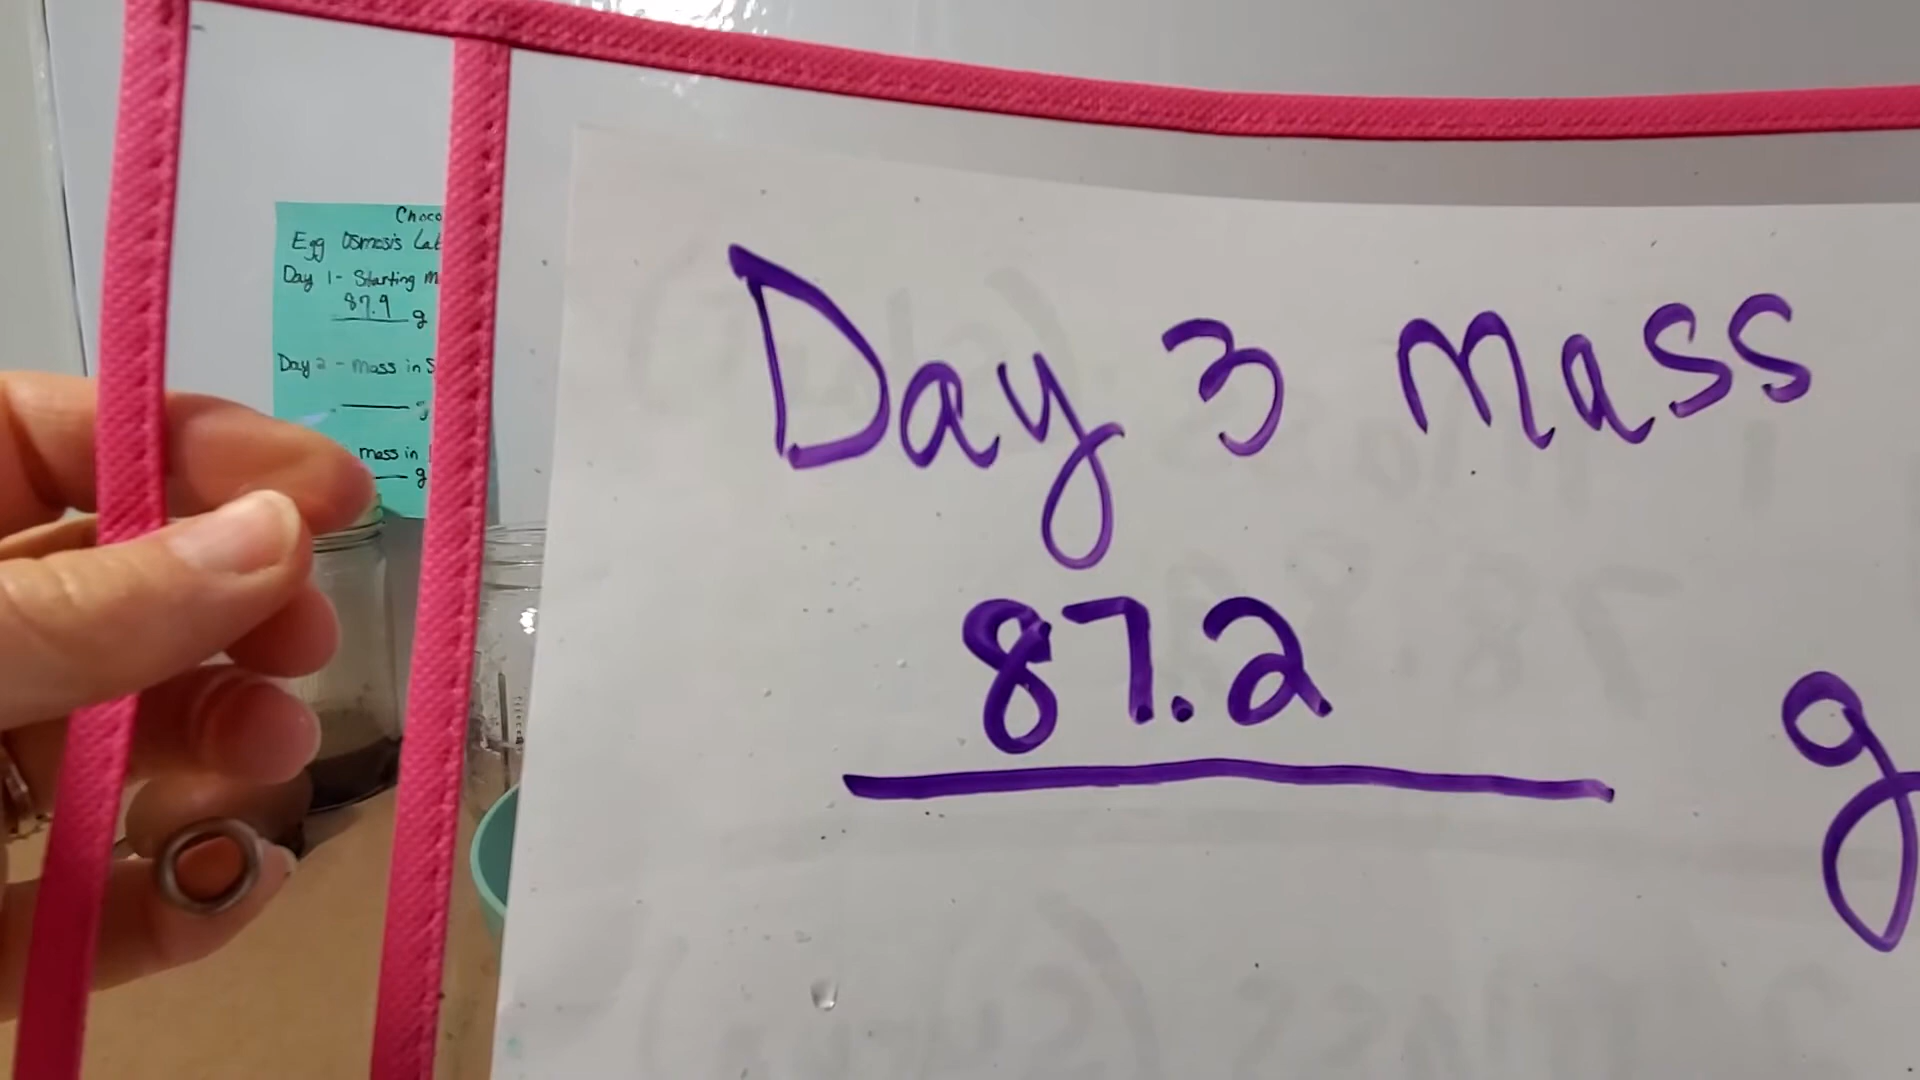 Choco
Egg Osmosis Lab
Day 1- Starting M
87.9 g
Day 2 - mass in S
g
mass in
g
Day 3 Mass
87.2
g